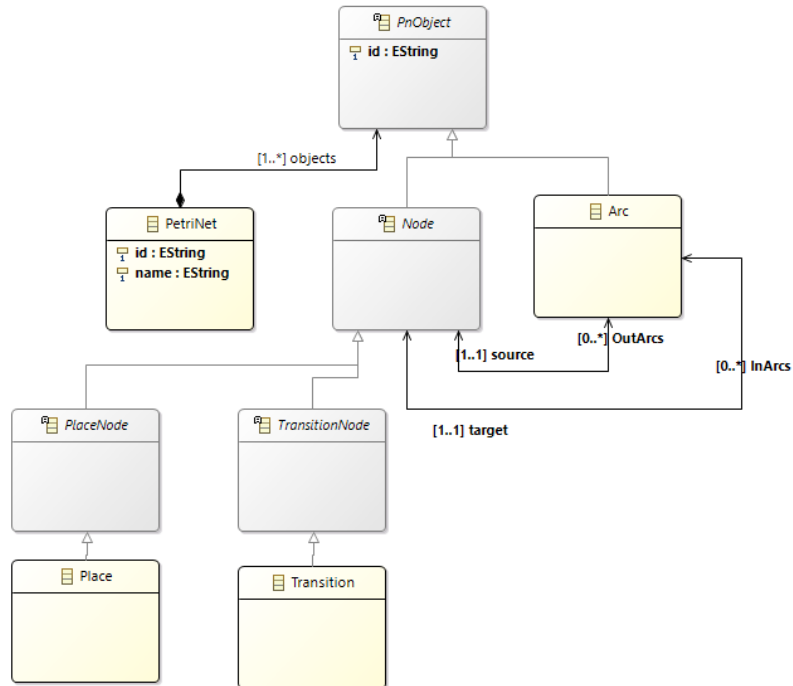 PnObject
id : EString
[1..*] objects
PetriNet
id : EString
name : EString
Node
Arc
[1..1] source
[0..*] OutArcs
[0..*] InArcs
[1..1] target
PlaceNode
TransitionNode
Place
Transition